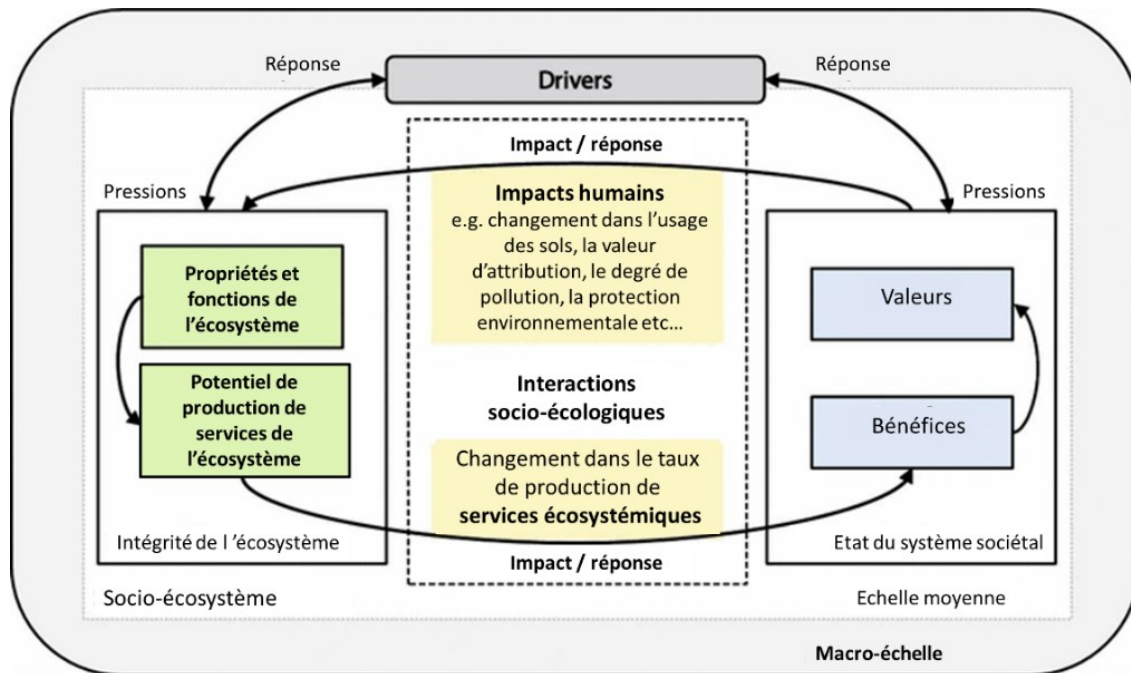 Réponse
Drivers
Réponse
Impact / réponse
Pressions
Pressions
Impacts humains
e.g. changement dans l'usage
des sols, la valeur
d'attribution, le degré de
pollution, la protection
environnementale etc...
Propriétés et
fonctions de
l'écosystème
Potentiel de
production de
services de
l'écosystème
Intégrité de l 'écosystème
Interactions
socio-écologiques
Changement dans le taux
de production de
services écosystémiques
Impact / réponse
Valeurs
Bénéfices
Etat du système sociétal
Socio-écosystème
Echelle moyenne
Macro-échelle